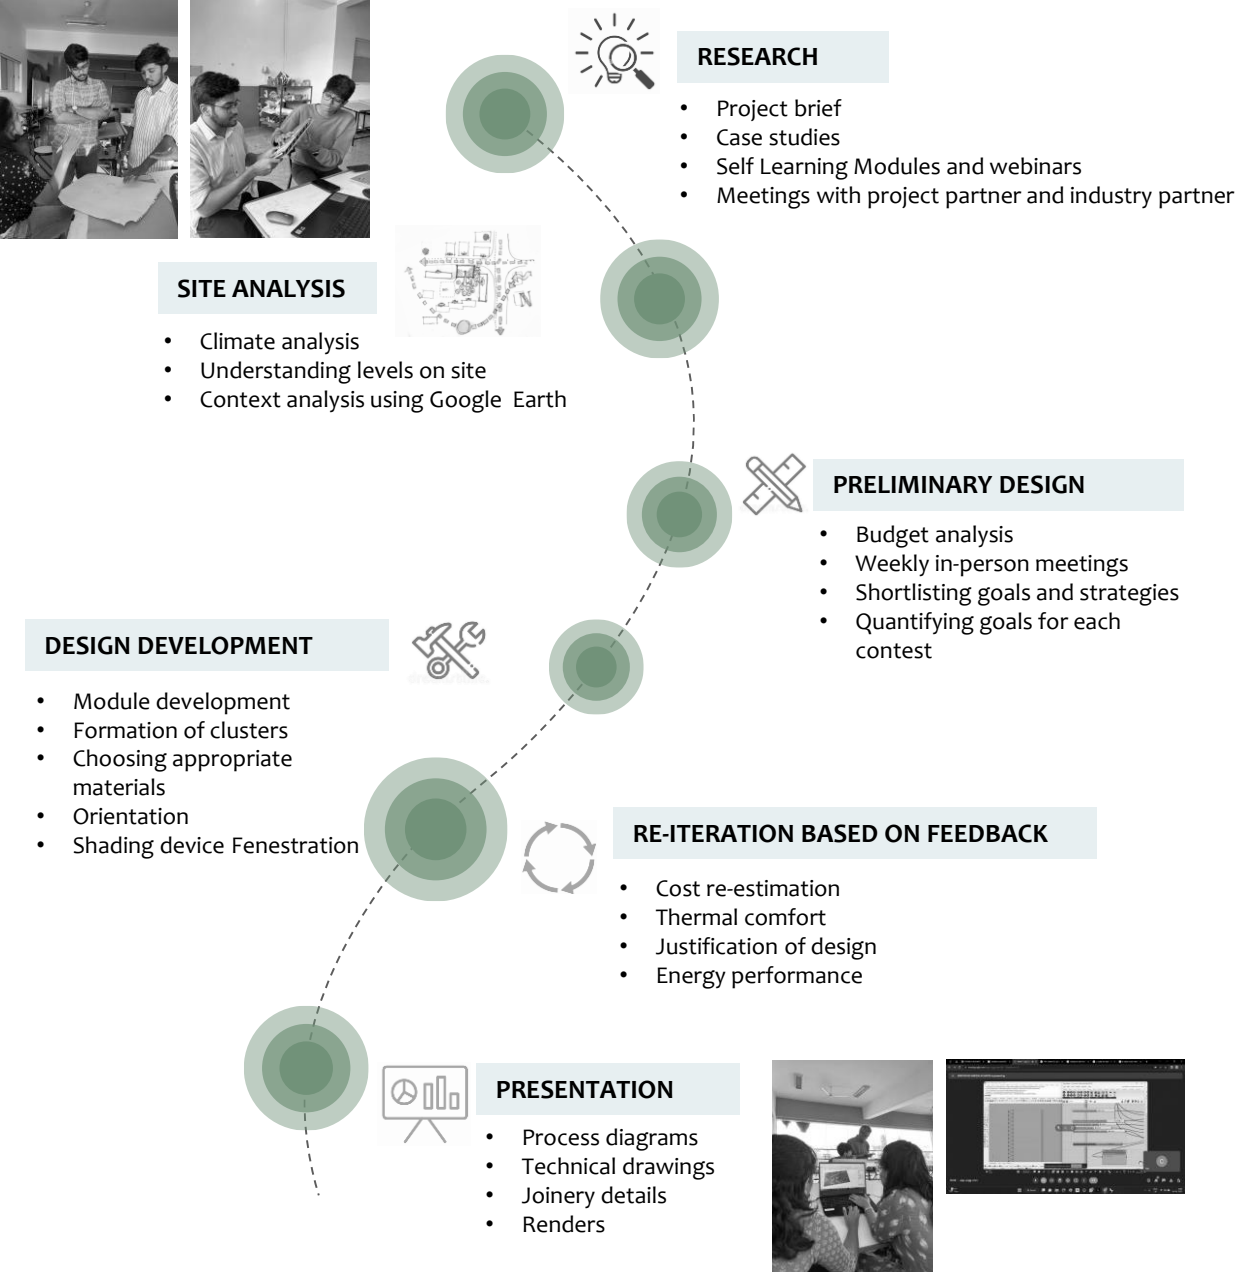 RESEARCH
• Project brief
• Case studies
• Self Learning Modules and webinars
• Meetings with project partner and industry partner
SITE ANALYSIS
• Climate analysis
• Understanding levels on site
• Context analysis using Google Earth
PRELIMINARY DESIGN
• Budget analysis
• Weekly in-person meetings
• Shortlisting goals and strategies
• Quantifying goals for each
contest
DESIGN DEVELOPMENT
• Module development
• Formation of clusters
• Choosing appropriate
materials
• Orientation
• Shading device Fenestration
RE-ITERATION BASED ON FEEDBACK
• Cost re-estimation
• Thermal comfort
• Justification of design
• Energy performance
PRESENTATION
• Process diagrams
• Technical drawings
• Joinery details
• Renders